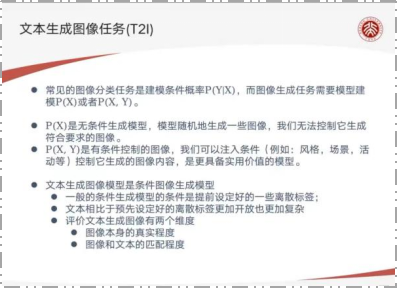 文本生成图像任务(T2I)
常见的图像分类任务是建模条件概率P(Y|X)，而图像生成任务需要模型建
模P(X)或者P(X, Y)。
P(X)是无条件生成模型，模型随机地生成一些图像，我们无法控制它生成
符合要求的图像。
P(X, Y)是有条件控制的图像，我们可以注入条件（例如：风格，场景，活
动等）控制它生成的图像内容，是更具备实用价值的模型。
文本生成图像模型是条件图像生成模型
一般的条件生成模型的条件是提前设定好的一些离散标签；
文本相比于预先设定好的离散标签更加开放也更加复杂
评价文本生成图像有两个维度
图像本身的真实程度
图像和文本的匹配程度